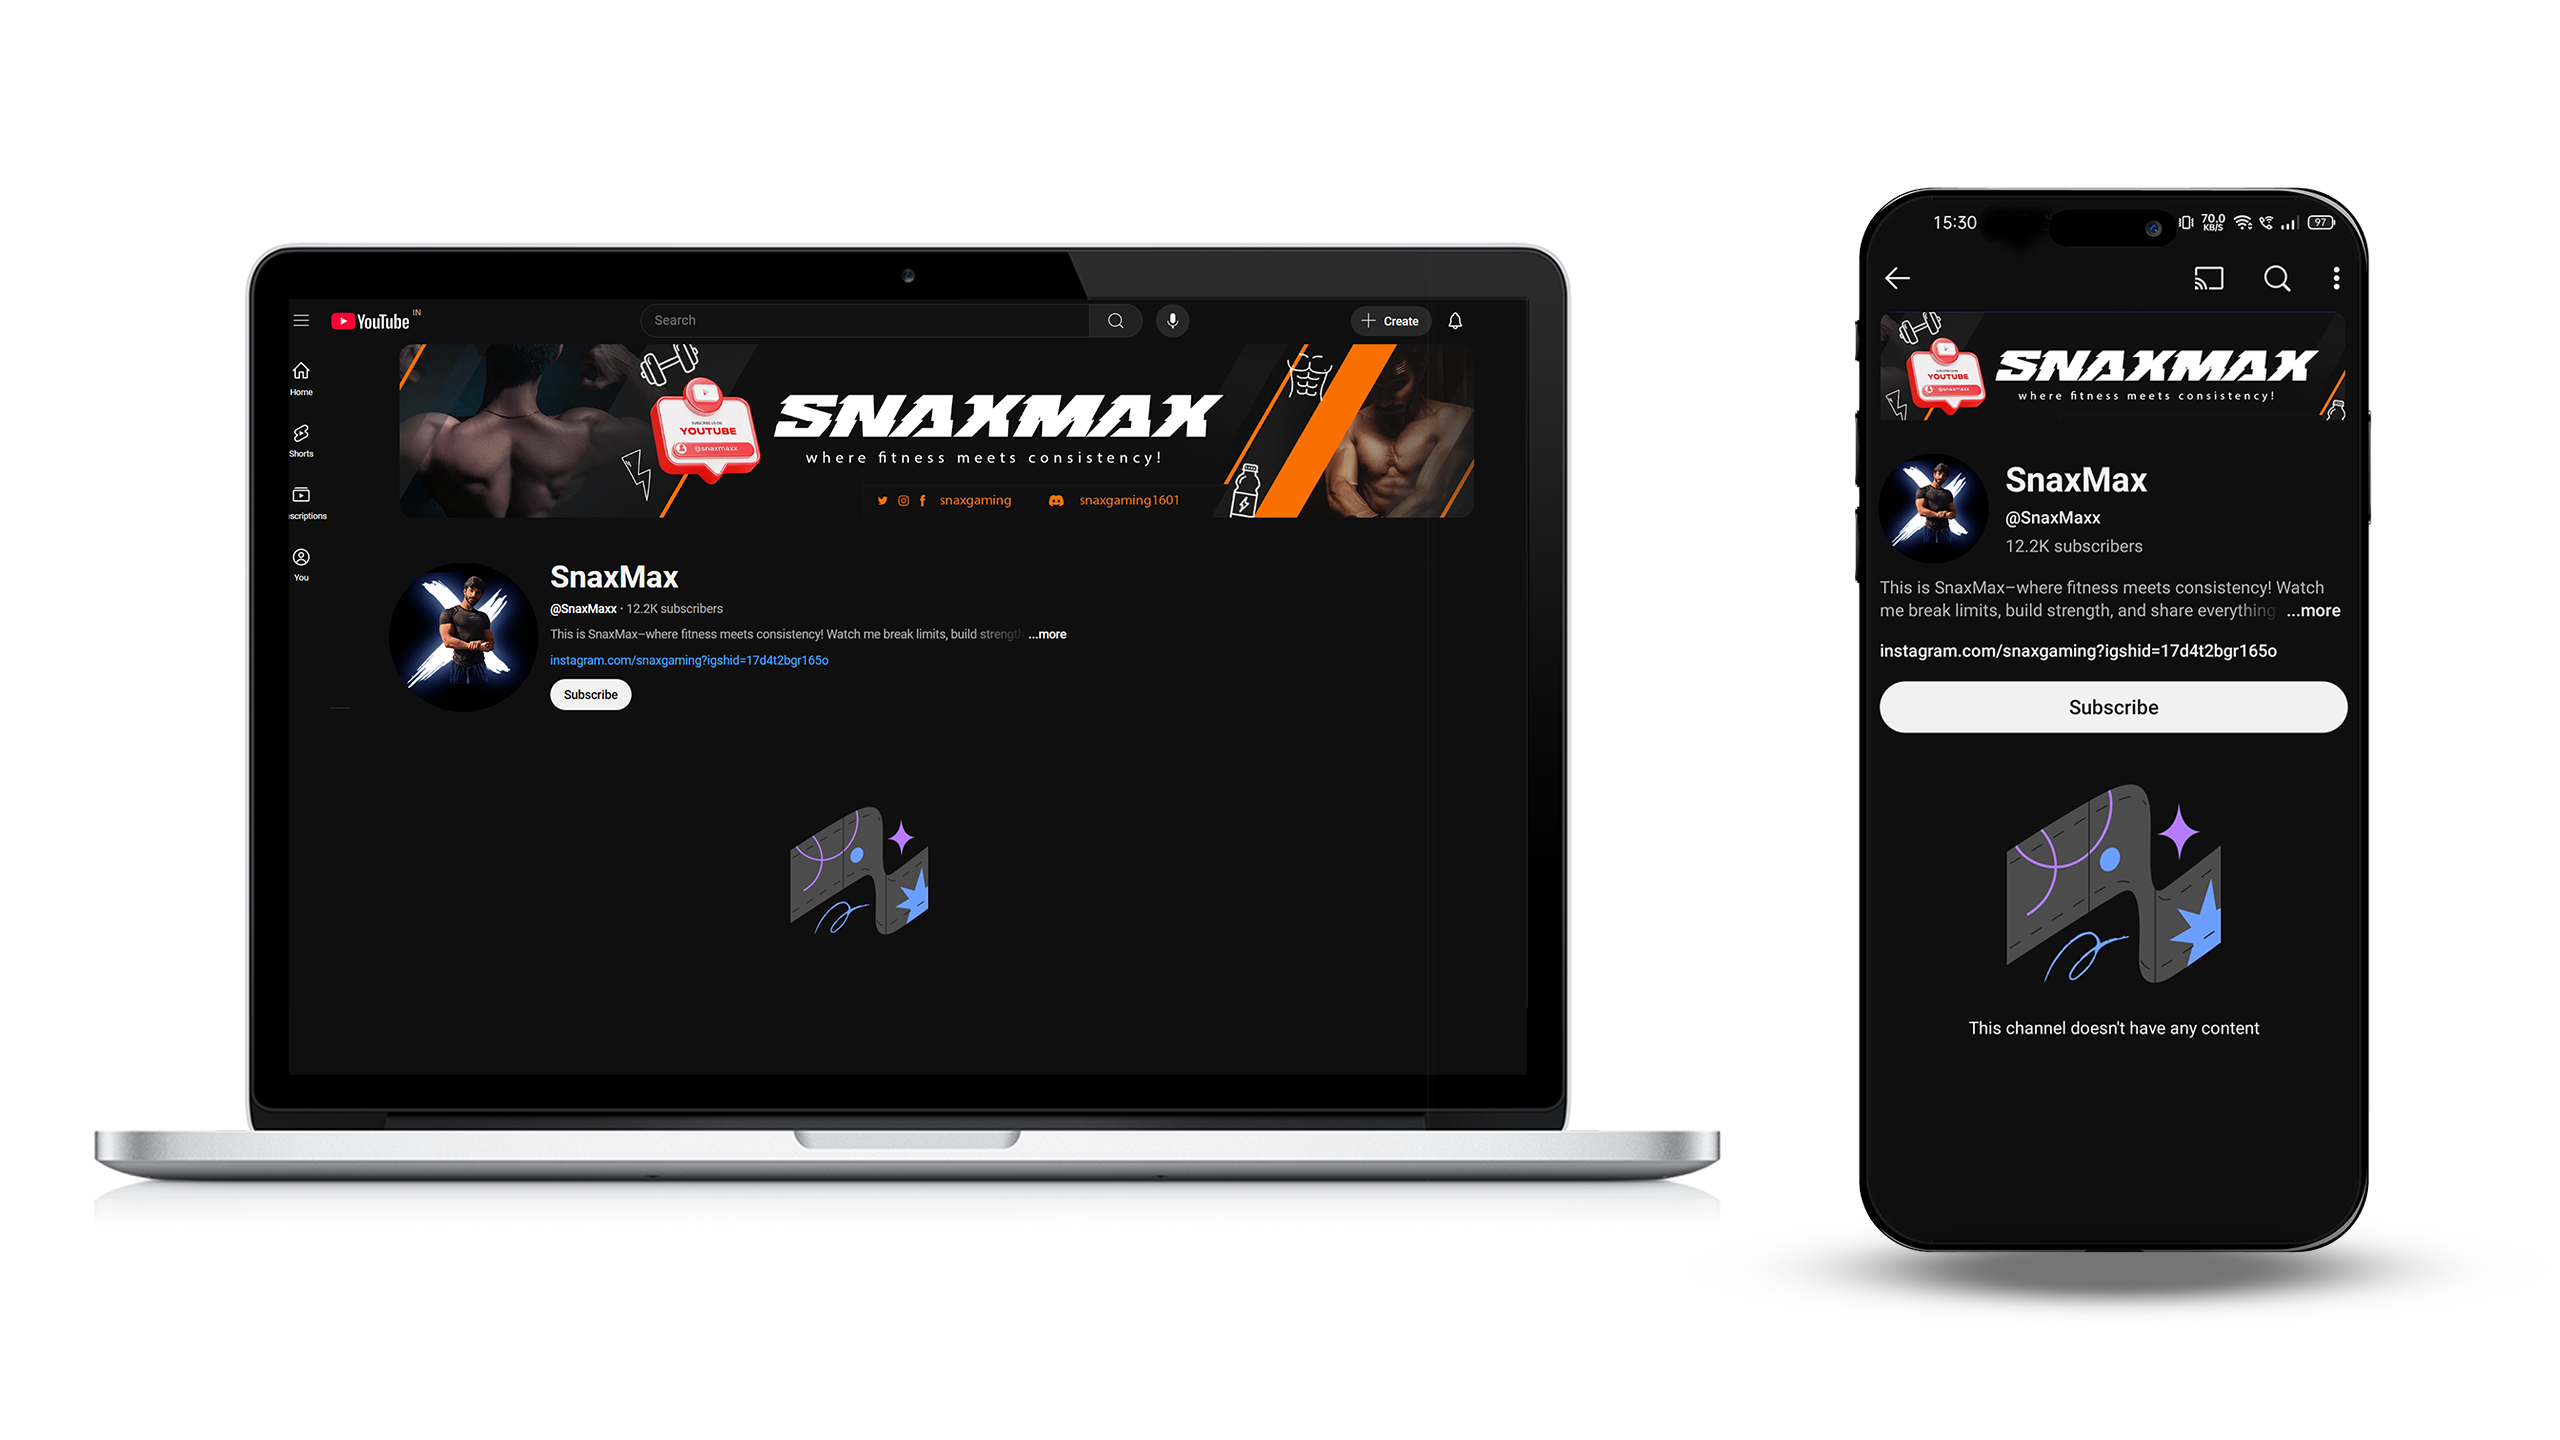 YouTube IN
Search
Create
Home
Shorts
scriptions
You
YOUTUBE
@snaxmaxx
SNAXMAX
where fitness meets consistency!
snaxgaming
snaxgaming1601
SnaxMax
@SnaxMaxx · 12.2K subscribers
This is SnaxMax–where fitness meets consistency! Watch me break limits, build strength ...more
instagram.com/snaxgaming?igshid=17d4t2bgr165o
Subscribe
15:30
70.0
KB/S
97
YOUTUBE
@snaxmaxx
SNAXMAX
where fitness meets consistency!
SnaxMax
@SnaxMaxx
12.2K subscribers
This is SnaxMax–where fitness meets consistency! Watch
me break limits, build strength, and share everything ...more
instagram.com/snaxgaming?igshid=17d4t2bgr165o
Subscribe
This channel doesn't have any content